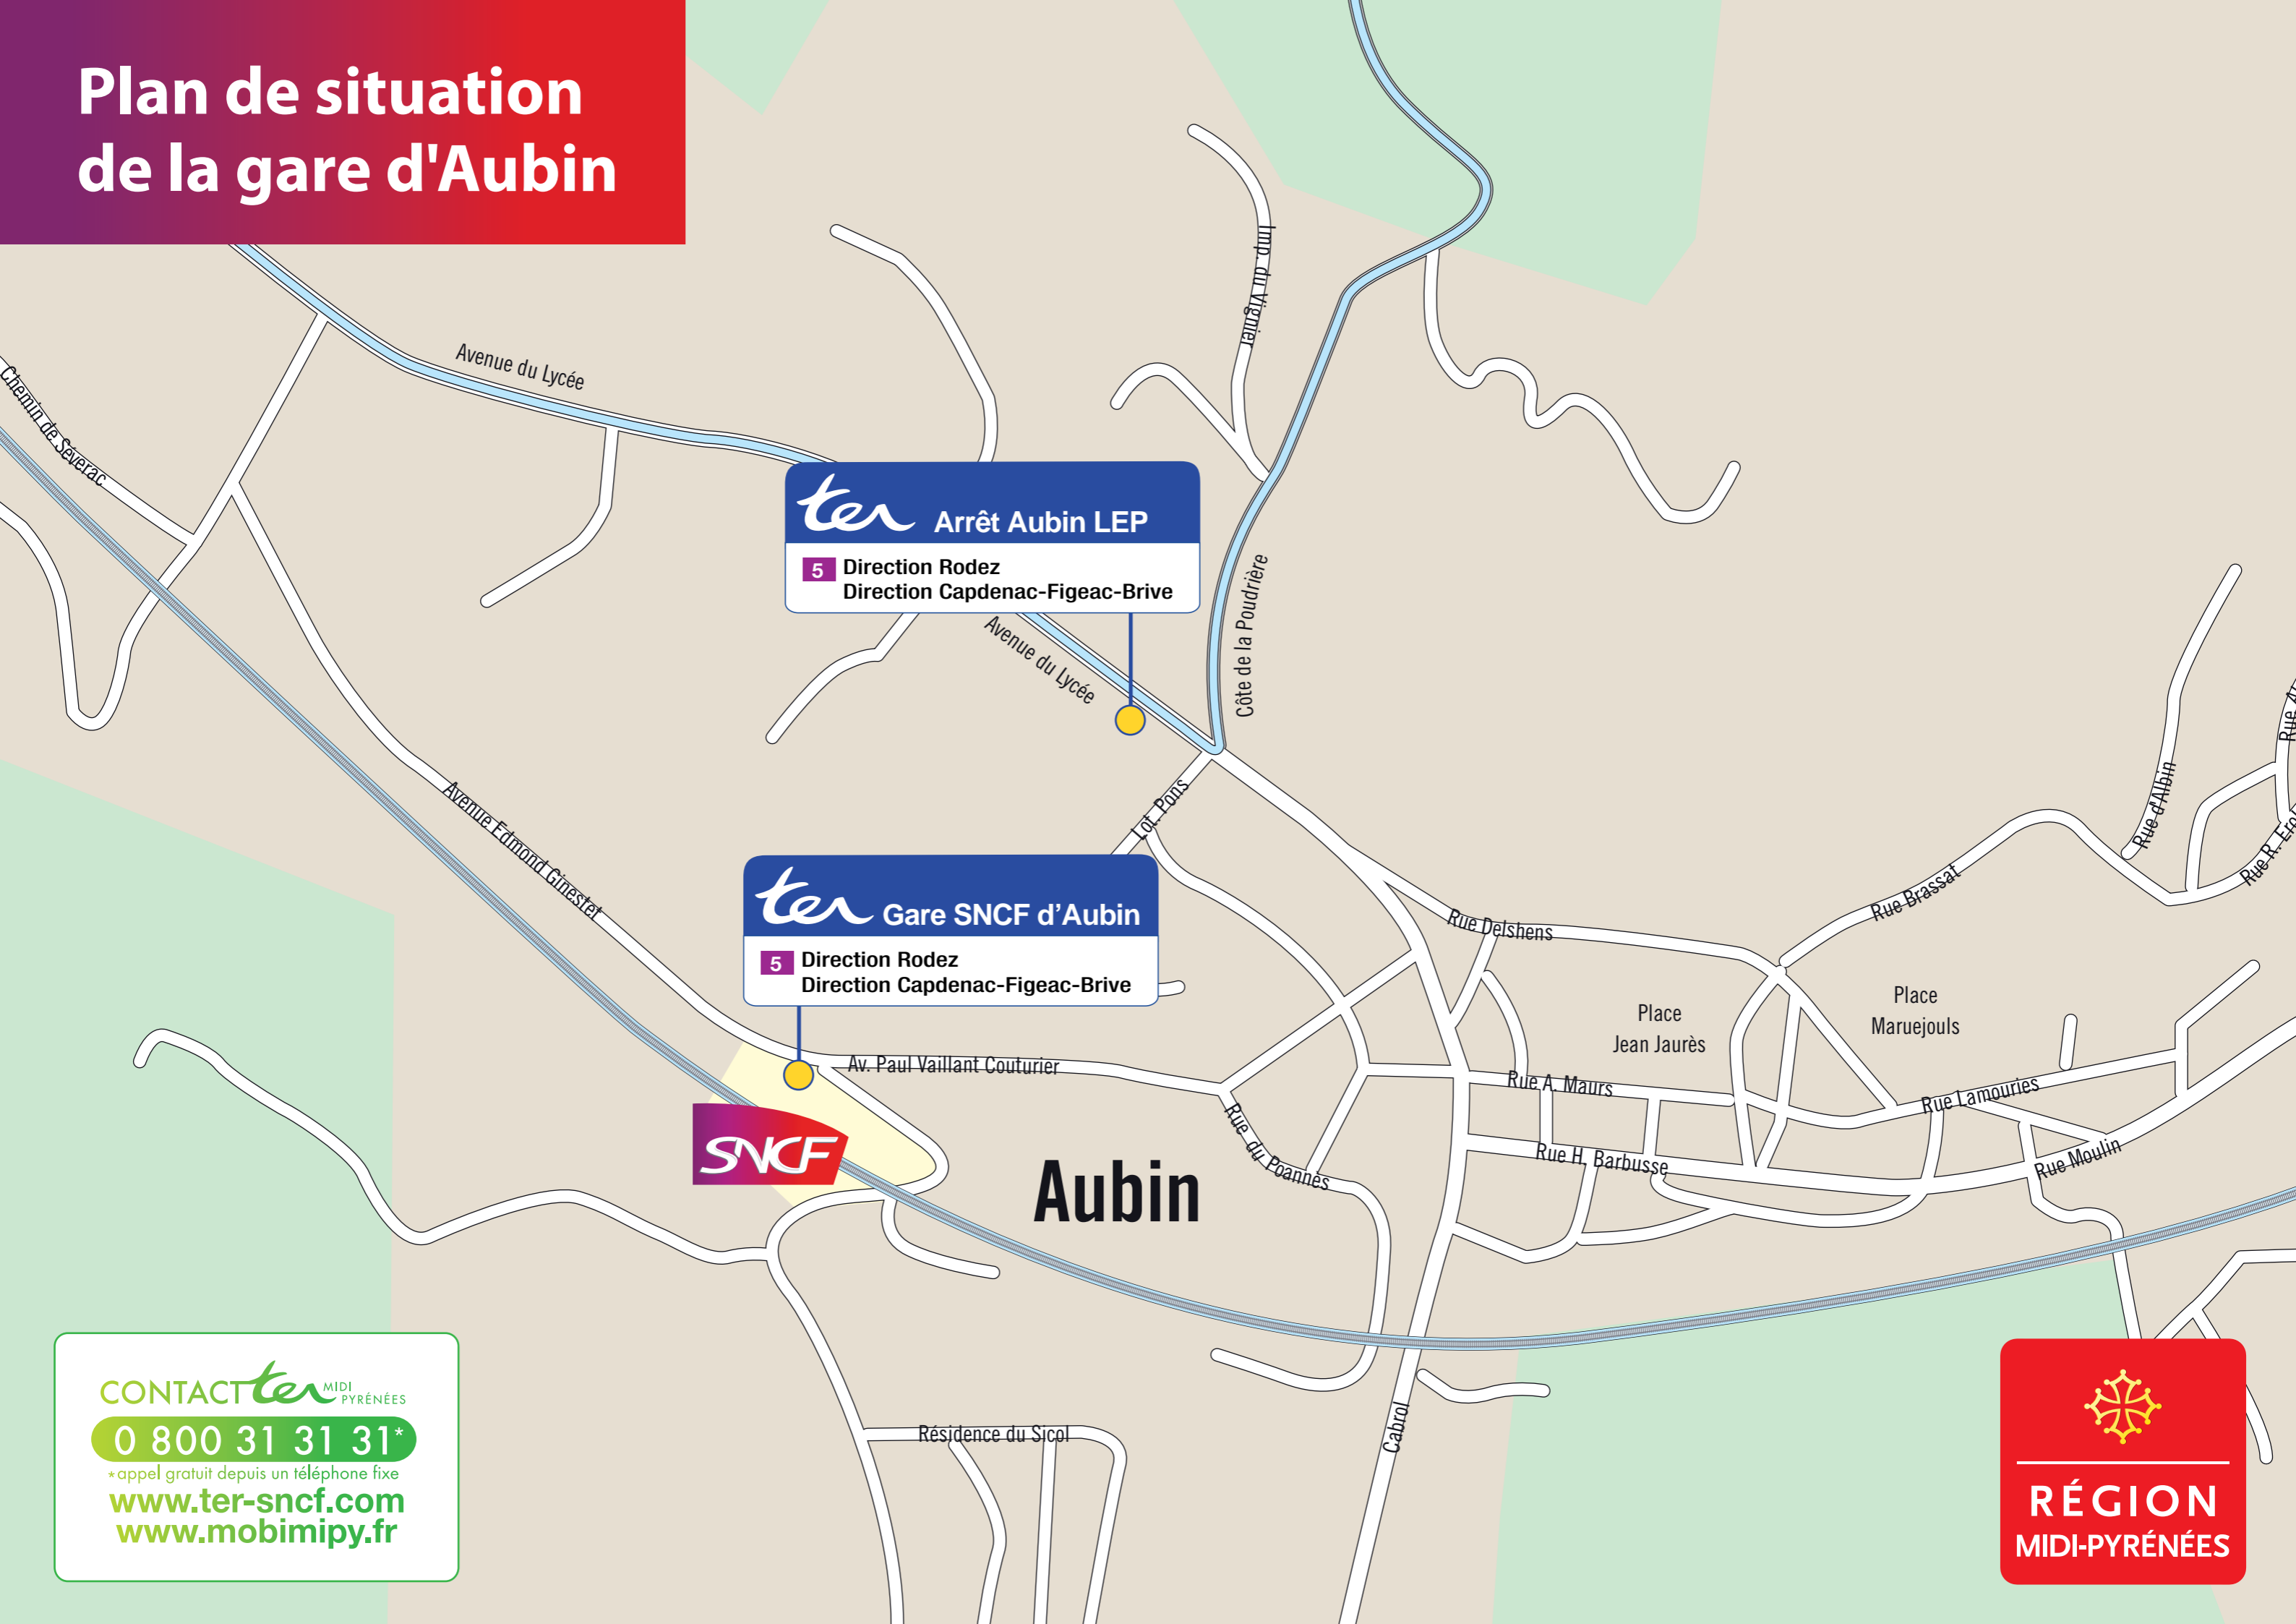 Plan de situation
de la gare d'Aubin
Imp. du Vignier
Avenue du Lycée
Chemin de Séverac
ter Arrêt Aubin LEP
5 Direction Rodez
Direction Capdenac-Figeac-Brive
Côte de la Poudrière
Avenue du Lycée
Lot. Pons
Avenue Edmond Ginestet
Rue d'Albin
Rue
Rue R.
Rue Brassat
Rue Delshens
ter Gare SNCF d'Aubin
5 Direction Rodez
Direction Capdenac-Figeac-Brive
Place
Jean Jaurès
Place
Maruejouls
Av. Paul Vaillant Couturier
Rue A. Maurs
Rue Lamouries
Rue du Poannès
Rue H. Barbusse
Rue Moulin
SNCF
Aubin
Résidence du Sicol
Cabrol
CONTACT ter MIDI
PYRÉNÉES
0 800 31 31 31*
*appel gratuit depuis un téléphone fixe
www.ter-sncf.com
www.mobimipy.fr
RÉGION
MIDI-PYRÉNÉES